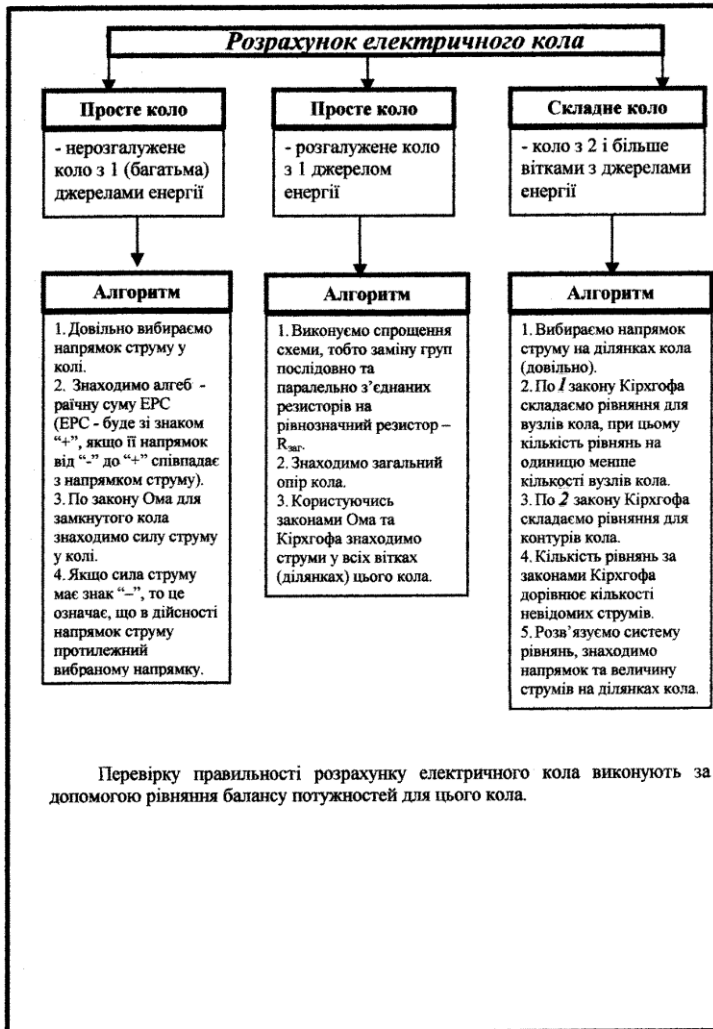 Розрахунок електричного кола
Просте коло
- нерозгалужене
коло з 1 (багатьма)
джерелами енергії
Алгоритм
1. Довільно вибираємо
напрямок струму у
колі.
2. Знаходимо алгеб -
раїчну суму ЕРС
(ЕРС - буде зі знаком
“+”, якщо її напрямок
від “-” до “+” співпадає
з напрямком струму).
3. По закону Ома для
замкнутого кола
знаходимо силу струму
у колі.
4. Якщо сила струму
має знак “–”, то це
означає, що в дійсності
напрямок струму
протилежний
вибраному напрямку.
Просте коло
- розгалужене коло
з 1 джерелом
енергії
Алгоритм
1. Виконуємо спрощення
схеми, тобто заміну груп
послідовно та
паралельно з’єднаних
резисторів на
рівнозначний резистор –
Rзаг.
2. Знаходимо загальний
опір кола.
3. Користуючись
законами Ома та
Кірхгофа знаходимо
струми у всіх вітках
(ділянках) цього кола.
Складне коло
- коло з 2 і більше
вітками з джерелами
енергії
Алгоритм
1. Вибираємо напрямок
струму на ділянках кола
(довільно).
2. По 1 закону Кірхгофа
складаємо рівняння для
вузлів кола, при цьому
кількість рівнянь на
одиницю менше
кількості вузлів кола.
3. По 2 закону Кірхгофа
складаємо рівняння для
контурів кола.
4. Кількість рівнянь за
законами Кірхгофа
дорівнює кількості
невідомих струмів.
5. Розв’язуємо систему
рівнянь, знаходимо
напрямок та величину
струмів на ділянках кола.
Перевірку правильності розрахунку електричного кола виконують за
допомогою рівняння балансу потужностей для цього кола.